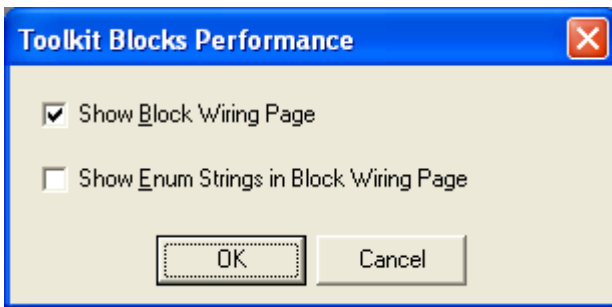 Toolkit Blocks Performance
Show Block Wiring Page
Show Enum Strings in Block Wiring Page
OK Cancel